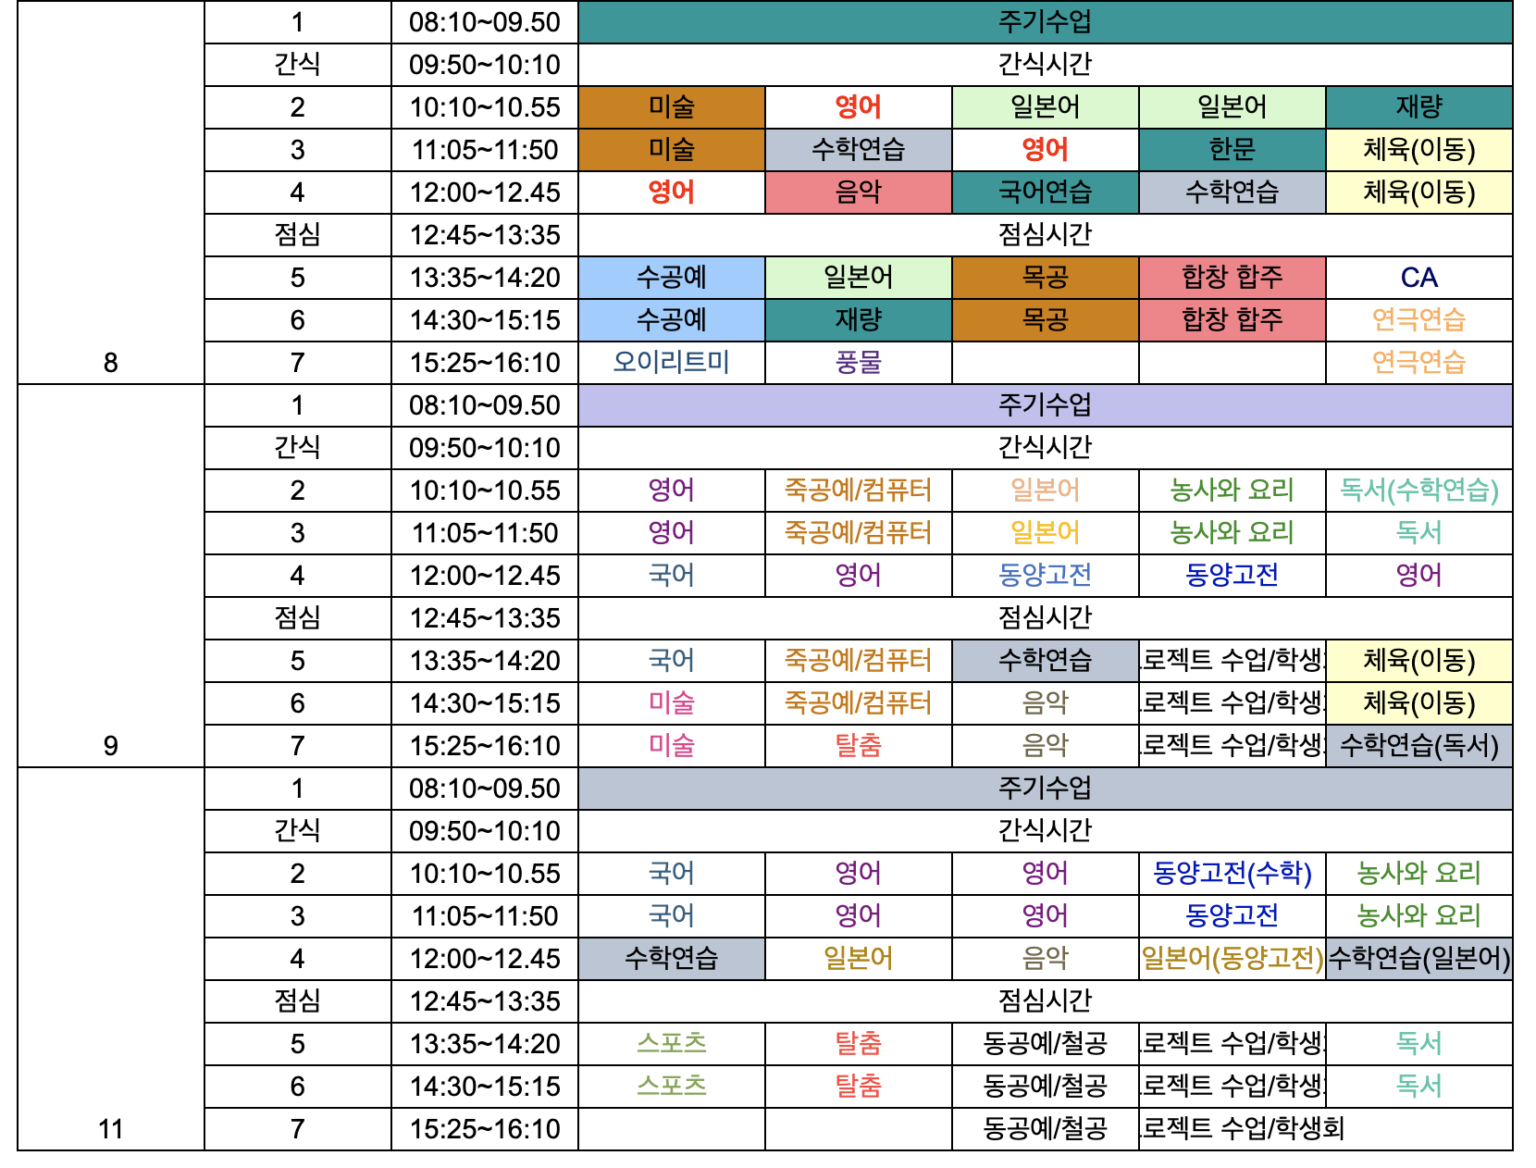 1 08:10~09.50 주기수업
간식 09:50~10:10 간식시간
2 10:10~10.55 미술 영어 일본어 일본어 재량
3 11:05~11:50 미술 수학연습 영어 한문 체육(이동)
4 12:00~12.45 영어 음악 국어연습 수학연습 체육(이동)
점심 12:45~13:35 점심시간
5 13:35~14:20 수공예 일본어 목공 합창 합주 CA
6 14:30~15:15 수공예 재량 목공 합창 합주 연극연습
8 7 15:25~16:10 오이리트미 풍물 연극연습
1 08:10~09.50 주기수업
간식 09:50~10:10 간식시간
2 10:10~10.55 영어 죽공예/컴퓨터 일본어 농사와 요리 독서(수학연습)
3 11:05~11:50 영어 죽공예/컴퓨터 일본어 농사와 요리 독서
4 12:00~12.45 국어 영어 동양고전 동양고전 영어
점심 12:45~13:35 점심시간
5 13:35~14:20 국어 죽공예/컴퓨터 수학연습 로젝트 수업/학생 체육(이동)
6 14:30~15:15 미술 죽공예/컴퓨터 음악 로젝트 수업/학생 체육(이동)
9 7 15:25~16:10 미술 탈춤 음악 로젝트 수업/학생 수학연습(독서)
1 08:10~09.50 주기수업
간식 09:50~10:10 간식시간
2 10:10~10.55 국어 영어 영어 동양고전(수학) 농사와 요리
3 11:05~11:50 국어 영어 영어 동양고전 농사와 요리
4 12:00~12.45 수학연습 일본어 음악 일본어(동양고전) 수학연습(일본어)
점심 12:45~13:35 점심시간
5 13:35~14:20 스포츠 탈춤 동공예/철공 로젝트 수업/학생 독서
6 14:30~15:15 스포츠 탈춤 동공예/철공 로젝트 수업/학생 독서
11 7 15:25~16:10 동공예/철공 로젝트 수업/학생회